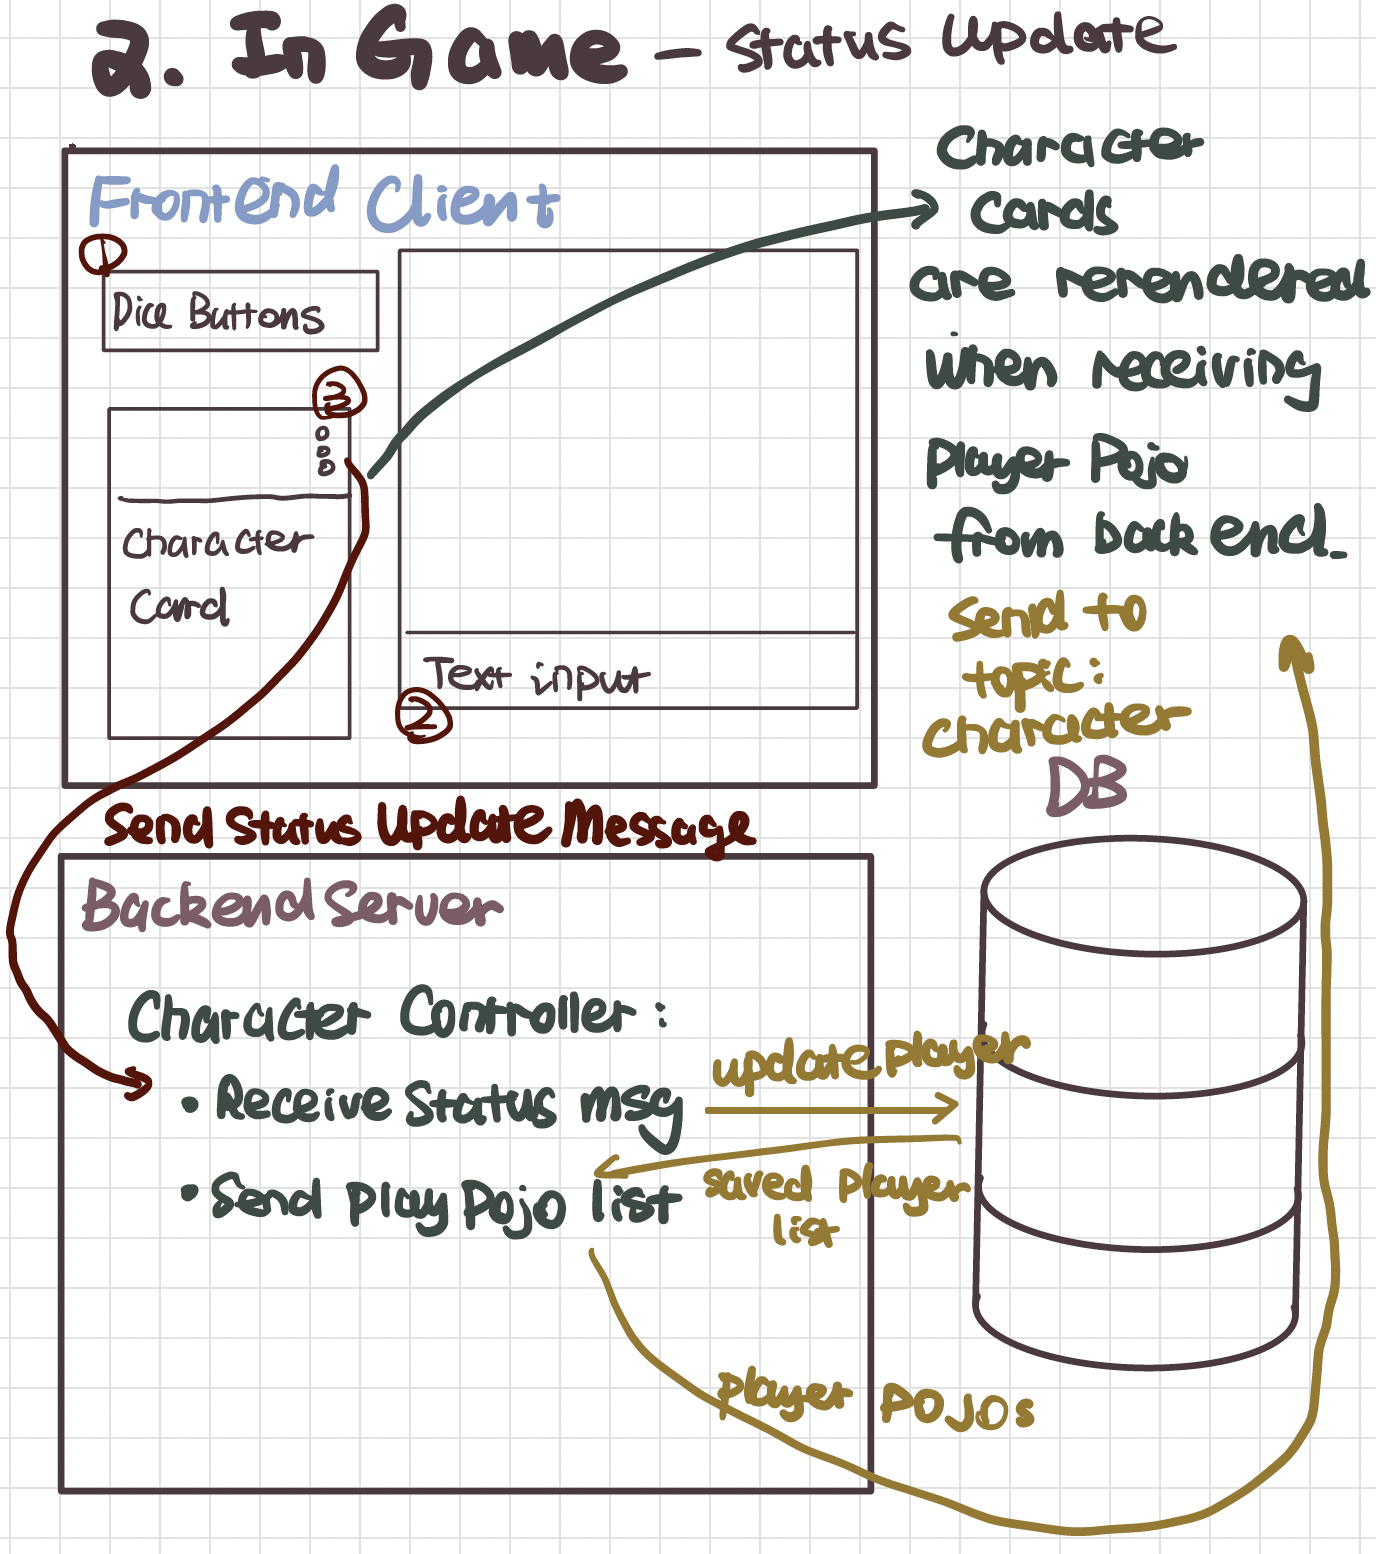 2. In Game - Status Update
Frontend Client
1
Dice Buttons
3
Character
Card
Text input
2
Character
Cards
are rerendered
when receiving
player Pojo
from backend.
Send to
topic:
character
DB
Send Status Update Message
Backend Server
Character Controller:
• Receive Status msg
• Send play Pojo list
update player
saved player
list
player POJOs